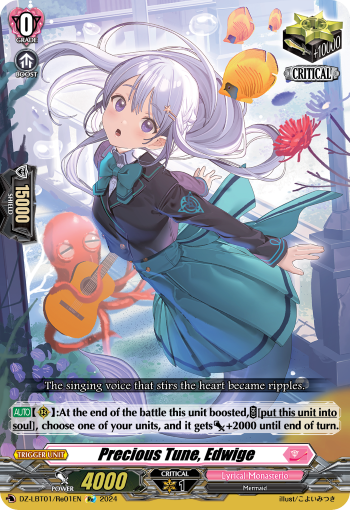 0
GRADE
BOOST
+10000
CRITICAL
15000
SHIELD
The singing voice that stirs the heart became ripples.
AUTO【 】:At the end of the battle this unit boosted, [put this unit into
soul], choose one of your units, and it gets +2000 until end of turn.
TRIGGER UNIT
Precious Tune, Edwige
POWER
4000
CRITICAL
1
Lyrical Monasterio
Mermaid
DZ-LBT01/Re01EN Re 2024
illust/こよいみつき